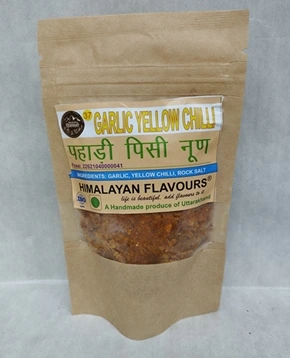 37 GARLIC YELLOW CHILLI
पहाडी पिसी नूण
INGREDIENTS: GARLIC, YELLOW CHILLI, ROCK SALT
HIMALAYAN FLAVOURS®
life is beautiful, add flavours to it
A Handmade produce of Uttarakhand